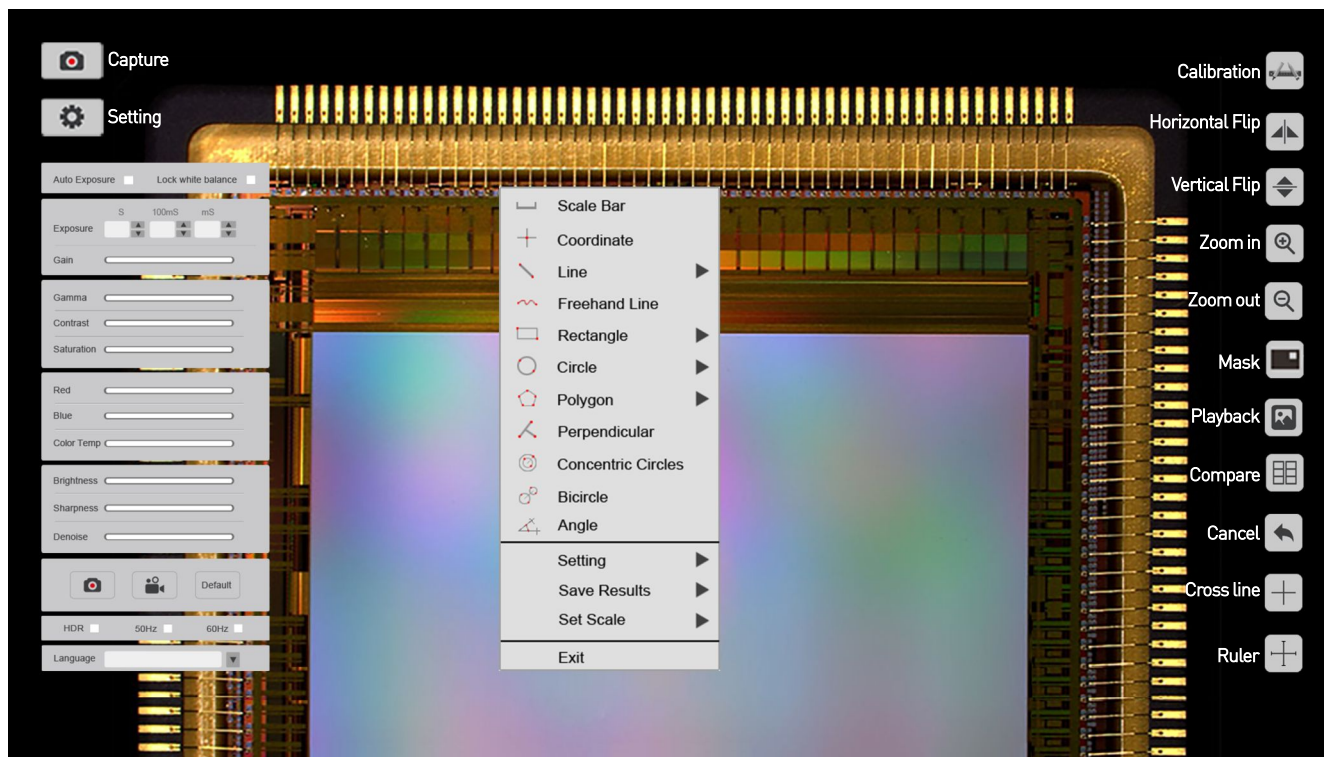 Capture
Setting
Auto Exposure Lock white balance
S 100mS mS
Exposure
Gain
Gamma
Contrast
Saturation
Red
Blue
Color Temp
Brightness
Sharpness
Denoise
Default
HDR 50Hz 60Hz
Language
Scale Bar
Coordinate
Line
Freehand Line
Rectangle
Circle
Polygon
Perpendicular
Concentric Circles
Bicircle
Angle
Setting
Save Results
Set Scale
Exit
Calibration
Horizontal Flip
Vertical Flip
Zoom in
Zoom out
Mask
Playback
Compare
Cancel
Cross line
Ruler